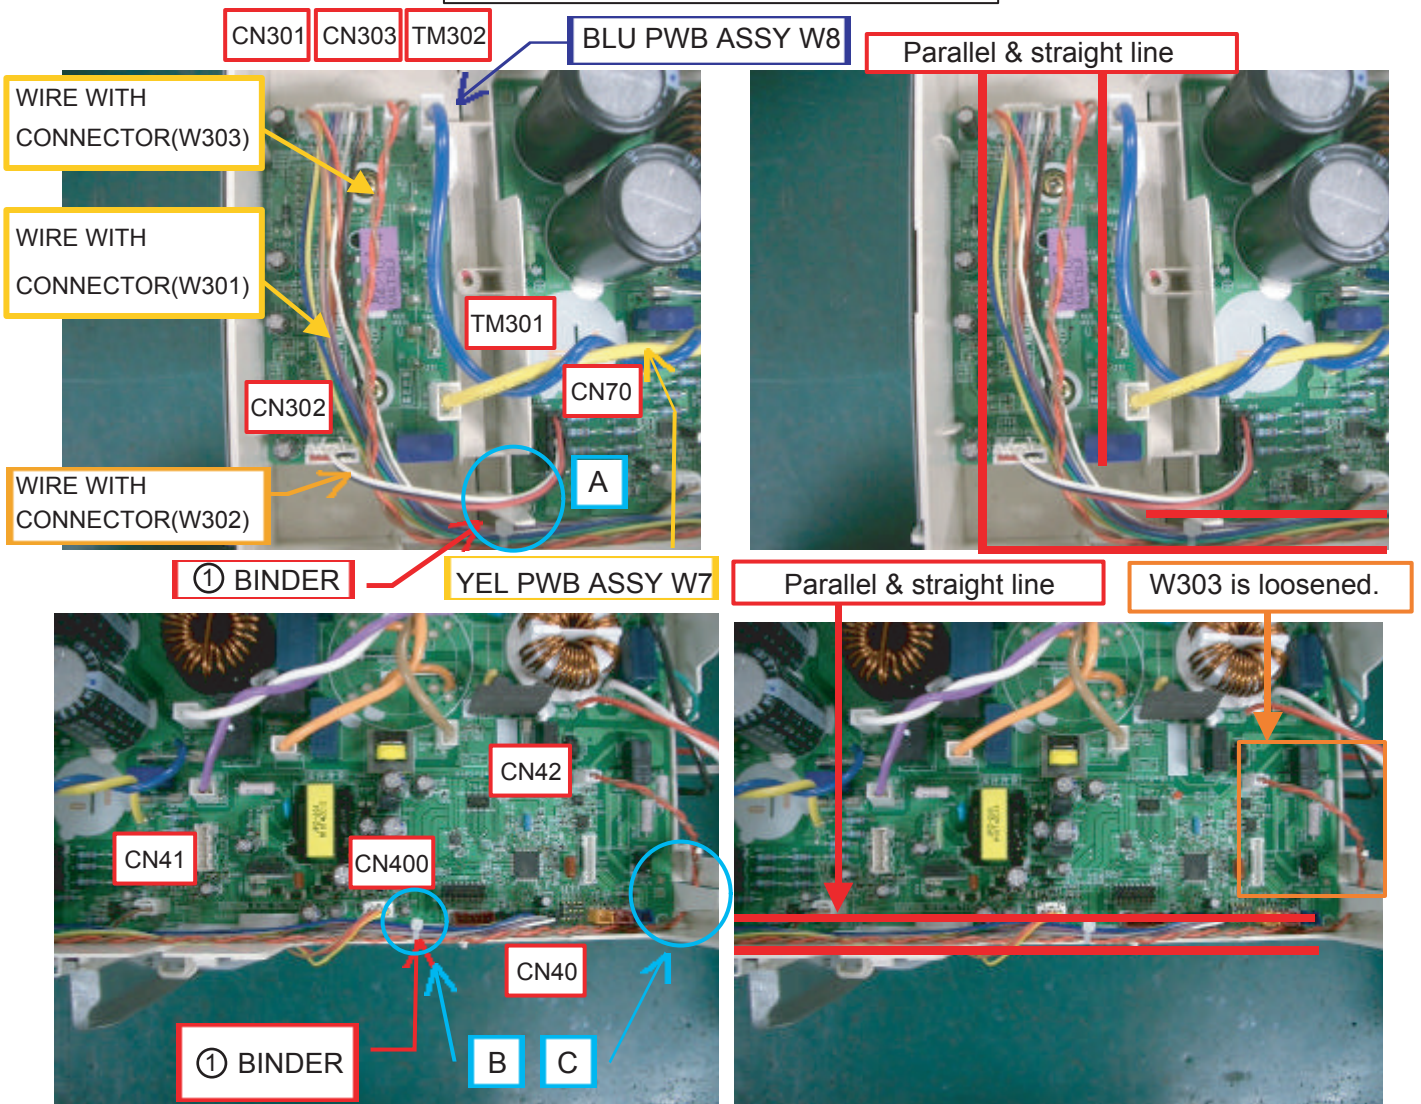 CN301 CN303 TM302
BLU PWB ASSY W8
Parallel & straight line
WIRE WITH
CONNECTOR(W303)
WIRE WITH
CONNECTOR(W301)
TM301
CN70
CN302
A
WIRE WITH
CONNECTOR(W302)
① BINDER
YEL PWB ASSY W7
Parallel & straight line
W303 is loosened.
CN42
CN41
CN400
CN40
① BINDER
B C